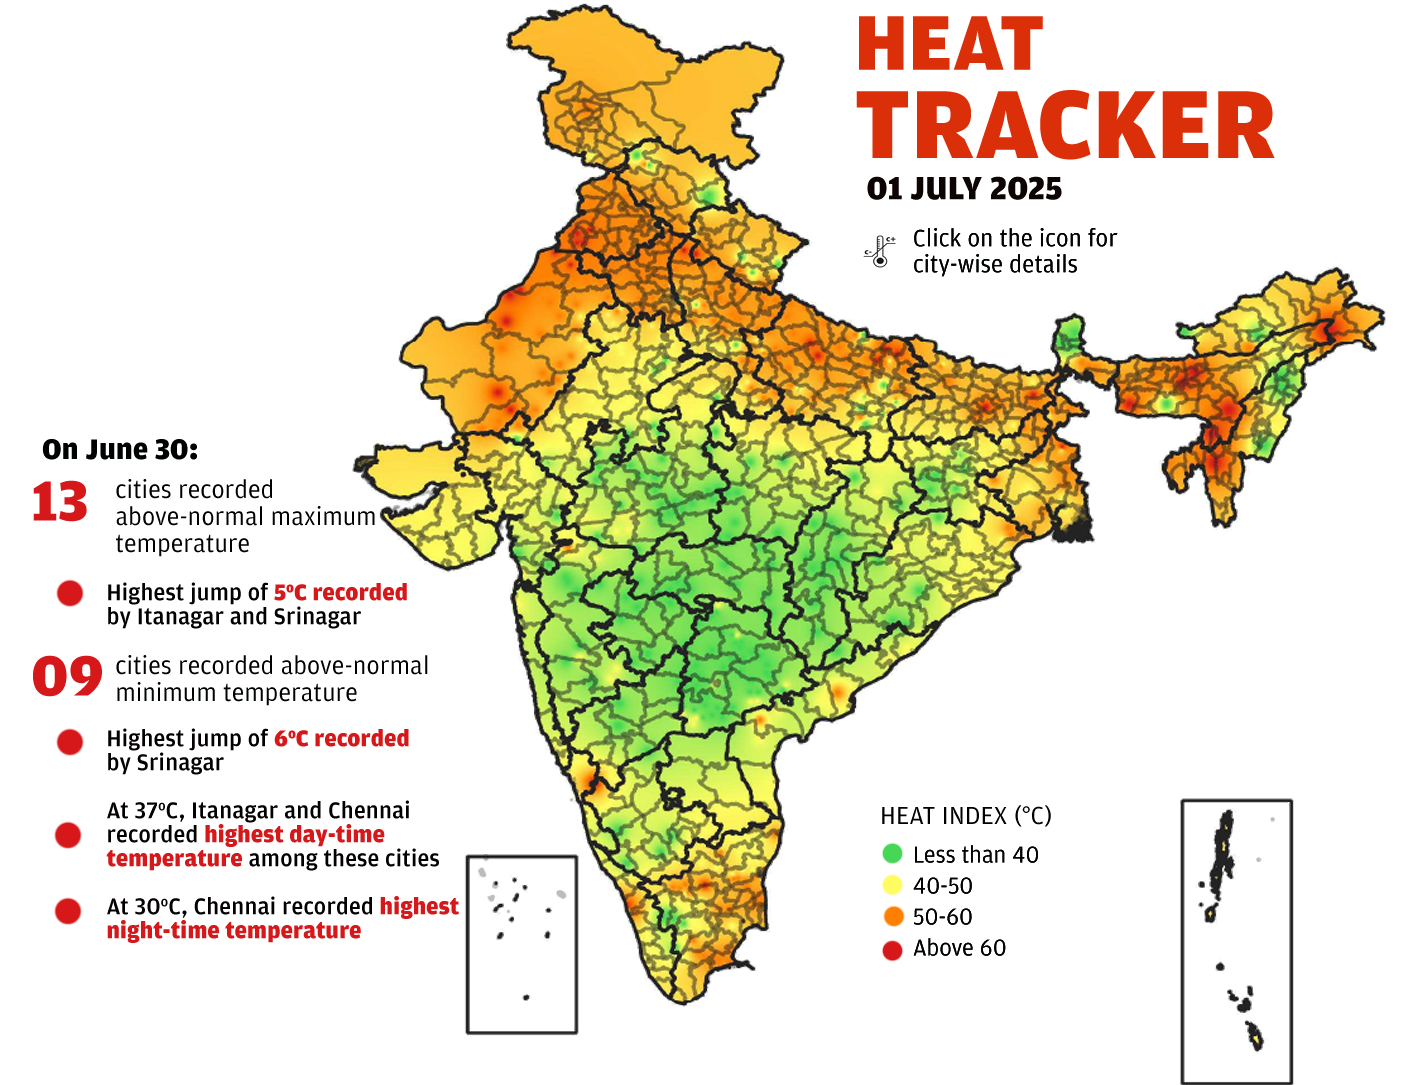 HEAT
TRACKER
01 JULY 2025
C+
C-
Click on the icon for
city-wise details
On June 30:
13
cities recorded
above-normal maximum
temperature
Highest jump of 5ºC recorded
by Itanagar and Srinagar
09
cities recorded above-normal
minimum temperature
Highest jump of 6ºC recorded
by Srinagar
At 37ºC, Itanagar and Chennai
recorded highest day-time
temperature among these cities
At 30ºC, Chennai recorded highest
night-time temperature
HEAT INDEX (°C)
Less than 40
40-50
50-60
Above 60